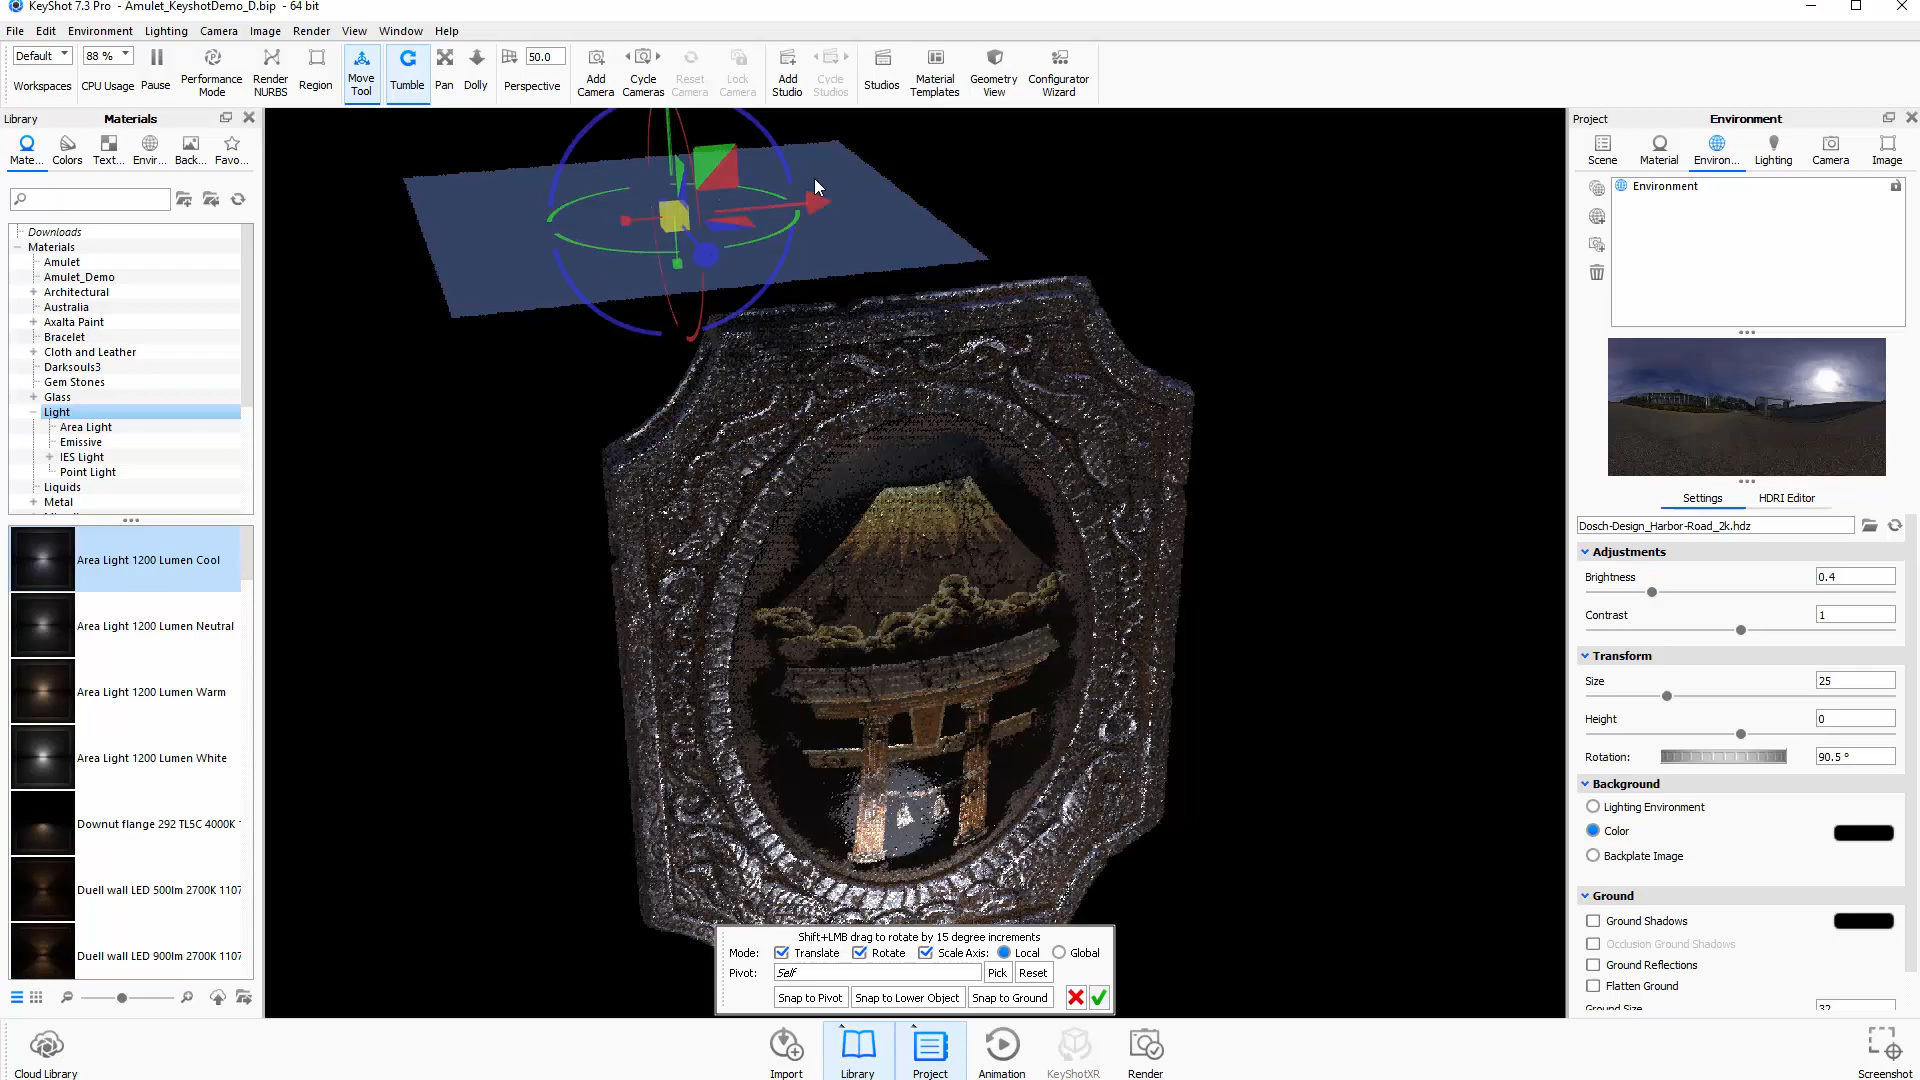 KeyShot 7.3 Pro - Amulet_KeyshotDemo_D.bip - 64 bit
File Edit Environment Lighting Camera Image Render View Window Help
Default 88 % 50.0
Workspaces CPU Usage Pause Performance Mode Render NURBS Region Move Tool Tumble Pan Dolly Perspective Add Camera Cycle Cameras Reset Camera Lock Camera Add Studio Cycle Studios Studios Material Templates Geometry View Configurator Wizard
Library Materials
Mate... Colors Text... Envir... Back... Favo...
Downloads
Materials
Amulet
Amulet_Demo
Architectural
Australia
Axalta Paint
Bracelet
Cloth and Leather
Darksouls3
Gem Stones
Glass
Light
Area Light
Emissive
IES Light
Point Light
Liquids
Metal
Area Light 1200 Lumen Cool
Area Light 1200 Lumen Neutral
Area Light 1200 Lumen Warm
Area Light 1200 Lumen White
Downut flange 292 TL5C 4000K
Duell wall LED 500lm 2700K 1107
Duell wall LED 900lm 2700K 1107
Shift+LMB drag to rotate by 15 degree increments
Mode: Translate Rotate Scale Axis: Local Global
Pivot: Self Pick Reset
Snap to Pivot Snap to Lower Object Snap to Ground
Project Environment
Scene Material Environ... Lighting Camera Image
Environment
Settings HDRI Editor
Dosch-Design_Harbor-Road_2k.hdz
Adjustments
Brightness 0.4
Contrast 1
Transform
Size 25
Height 0
Rotation: 90.5 °
Background
Lighting Environment
Color
Backplate Image
Ground
Ground Shadows
Occlusion Ground Shadows
Ground Reflections
Flatten Ground
Ground Size 32
Cloud Library Import Library Project Animation KeyShotXR Render Screenshot